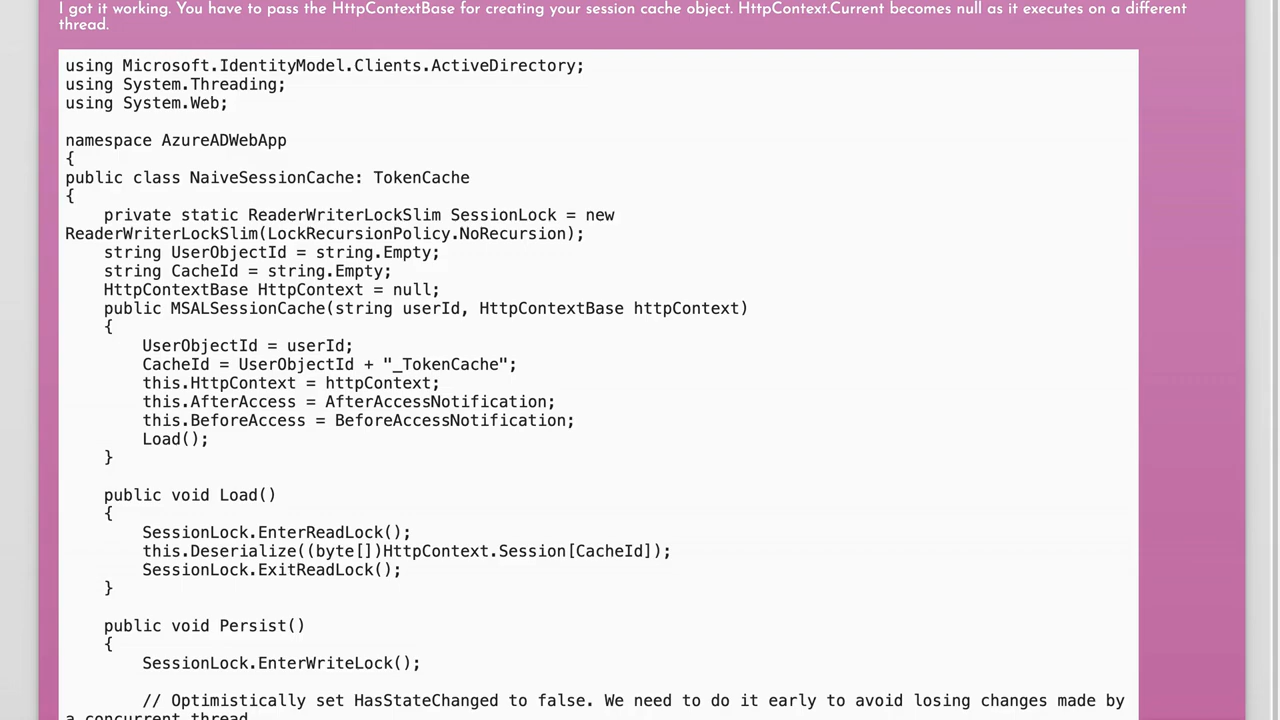 I got it working. You have to pass the HttpContextBase for creating your session cache object. HttpContext.Current becomes null as it executes on a different
thread.
using Microsoft.IdentityModel.Clients.ActiveDirectory;
using System.Threading;
using System.Web;
namespace AzureADWebApp
{
public class NaiveSessionCache: TokenCache
{
    private static ReaderWriterLockSlim SessionLock = new
ReaderWriterLockSlim(LockRecursionPolicy.NoRecursion);
    string UserObjectId = string.Empty;
    string CacheId = string.Empty;
    HttpContextBase HttpContext = null;
    public MSALSessionCache(string userId, HttpContextBase httpContext)
    {
        UserObjectId = userId;
        CacheId = UserObjectId + "_TokenCache";
        this.HttpContext = httpContext;
        this.AfterAccess = AfterAccessNotification;
        this.BeforeAccess = BeforeAccessNotification;
        Load();
    }
    public void Load()
    {
        SessionLock.EnterReadLock();
        this.Deserialize((byte[])HttpContext.Session[CacheId]);
        SessionLock.ExitReadLock();
    }
    public void Persist()
    {
        SessionLock.EnterWriteLock();
        // Optimistically set HasStateChanged to false. We need to do it early to avoid losing changes made by
a concurrent thread.